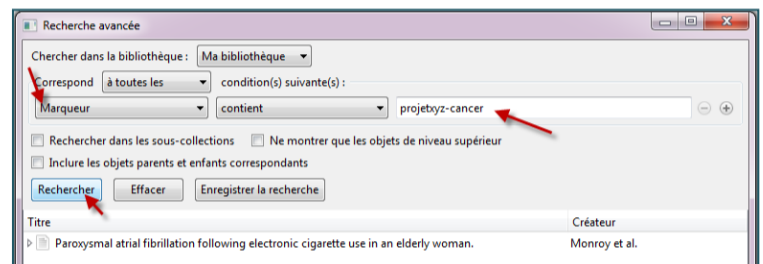 Recherche avancée
Chercher dans la bibliothèque : Ma bibliothèque
Correspond à toutes les condition(s) suivante(s) :
Marqueur contient projetxyz-cancer
Rechercher dans les sous-collections Ne montrer que les objets de niveau supérieur
Inclure les objets parents et enfants correspondants
Rechercher Effacer Enregistrer la recherche
Titre Créateur
Paroxysmal atrial fibrillation following electronic cigarette use in an elderly woman. Monroy et al.